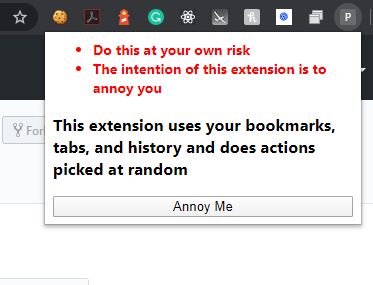 P
Do this at your own risk
The intention of this extension is to
annoy you
For
This extension uses your bookmarks,
tabs, and history and does actions
picked at random
Annoy Me